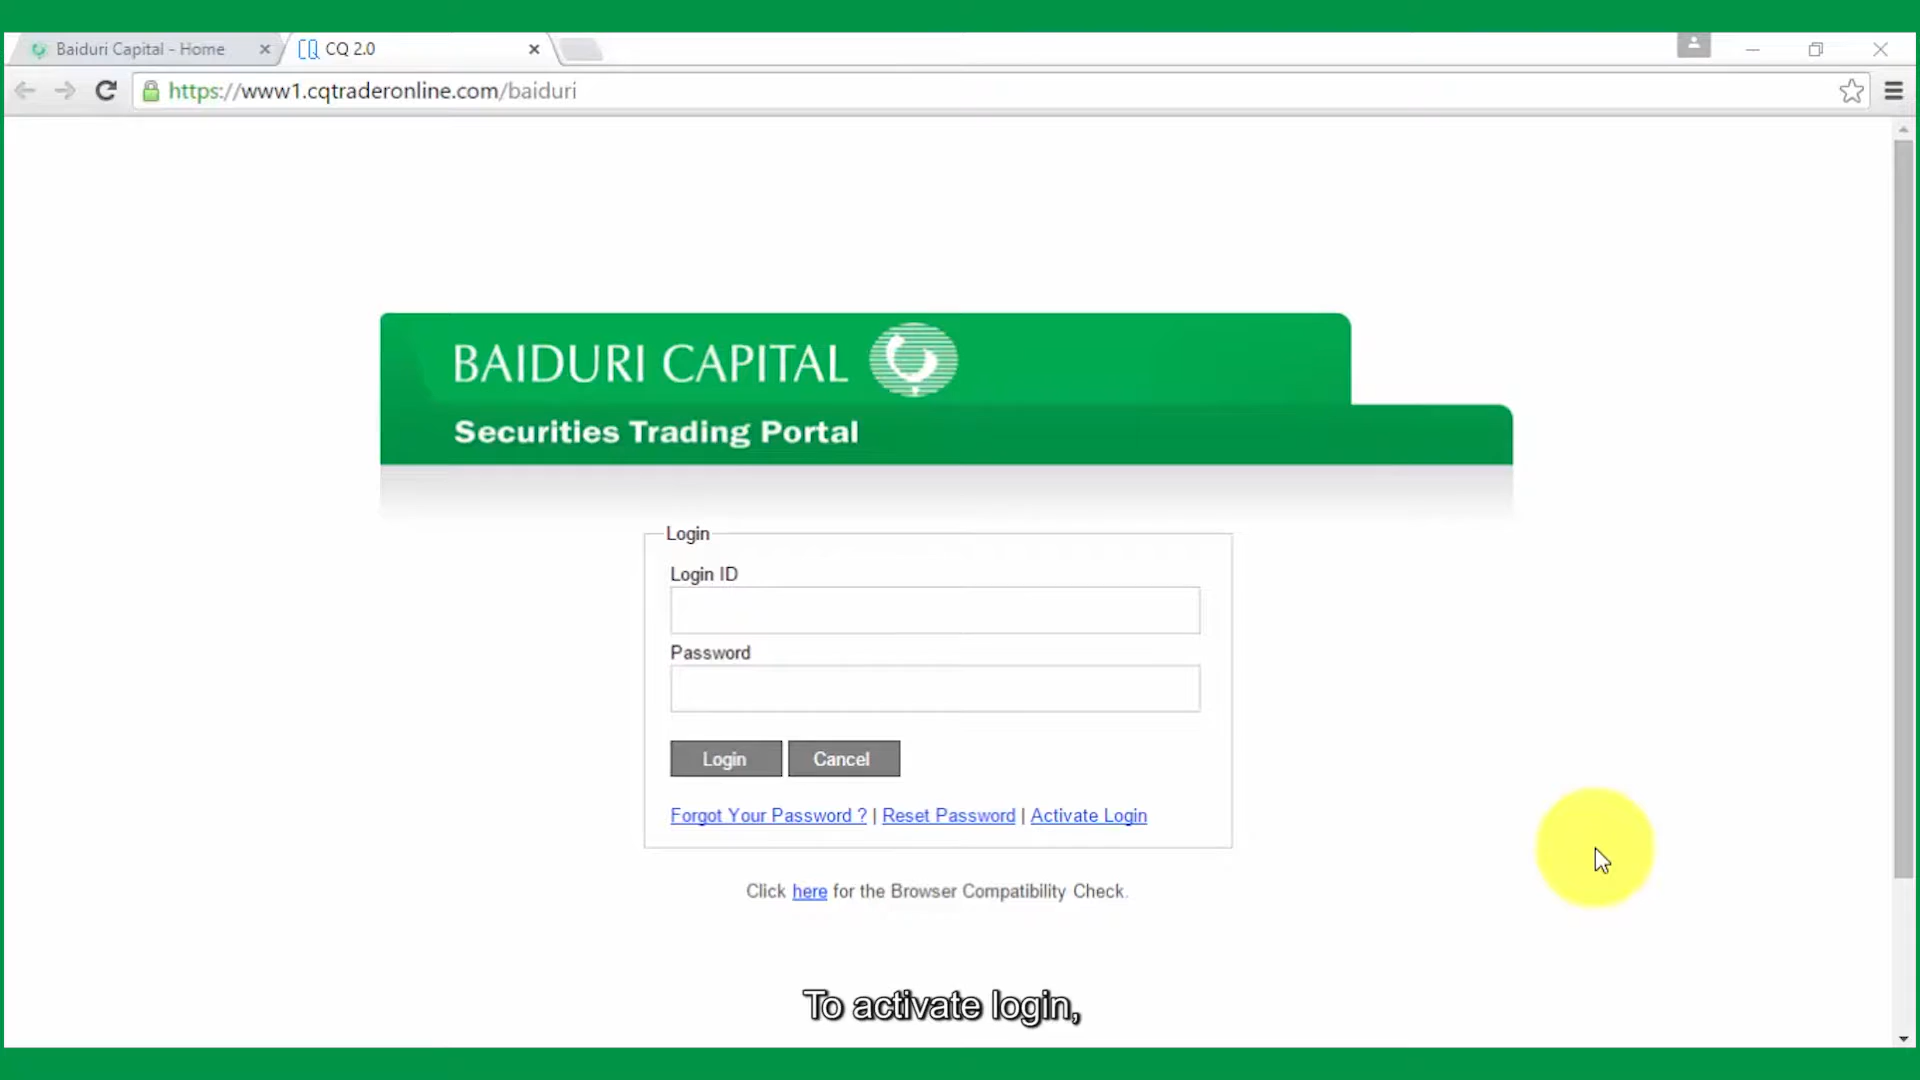 Baiduri Capital - Home
CQ 2.0
https://www1.cqtraderonline.com/baiduri
BAIDURI CAPITAL
Securities Trading Portal
Login
Login ID
Password
Login Cancel
Forgot Your Password ? | Reset Password | Activate Login
Click here for the Browser Compatibility Check.
To activate login,